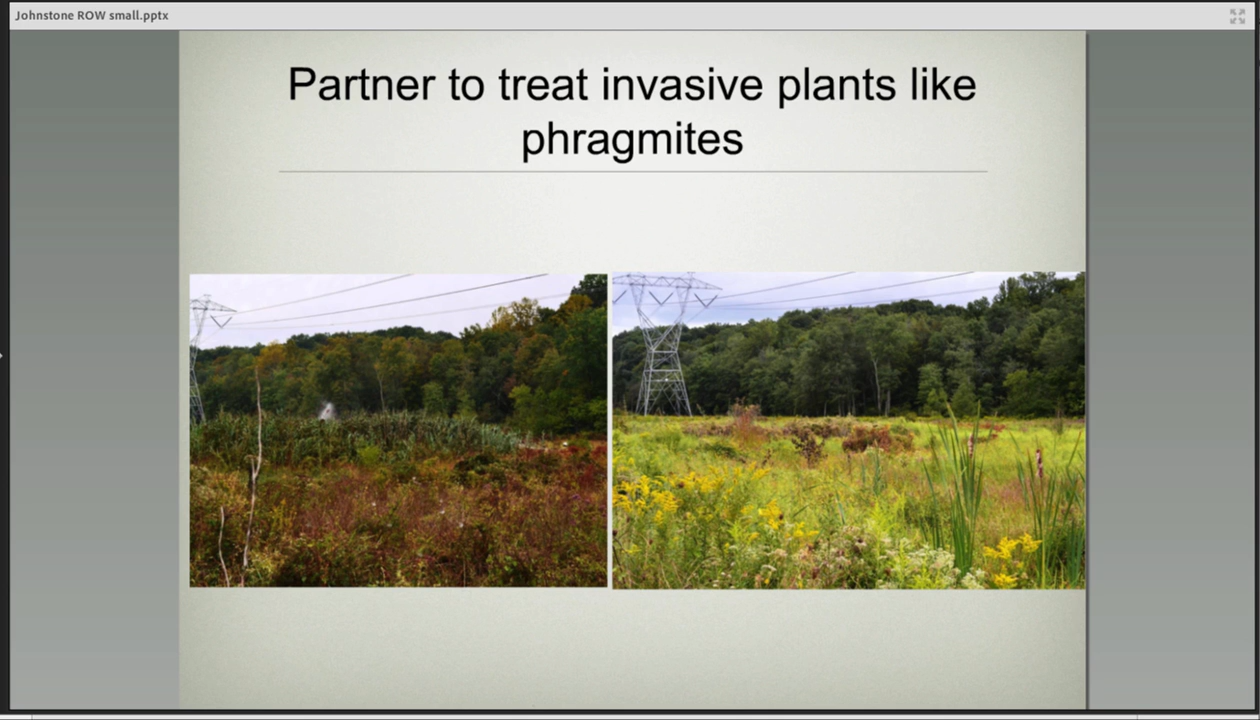 Johnstone ROW small.pptx
Partner to treat invasive plants like
phragmites